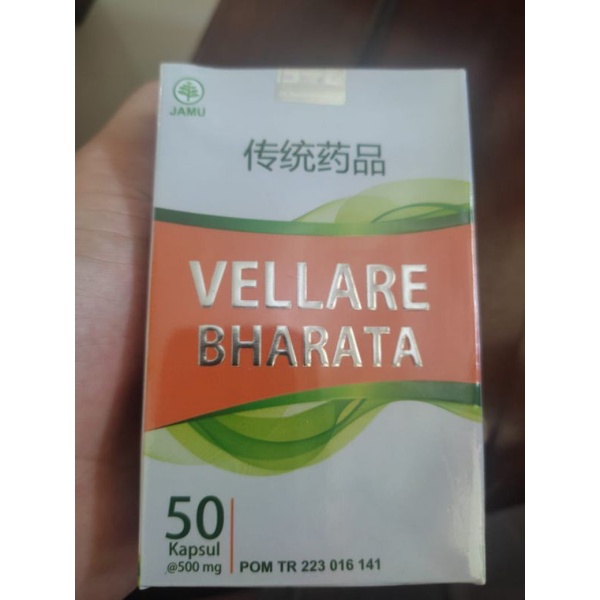 JAMU
传统药品
VELLARE
BHARATA
50
Kapsul
@500 mg
POM TR 223 016 141